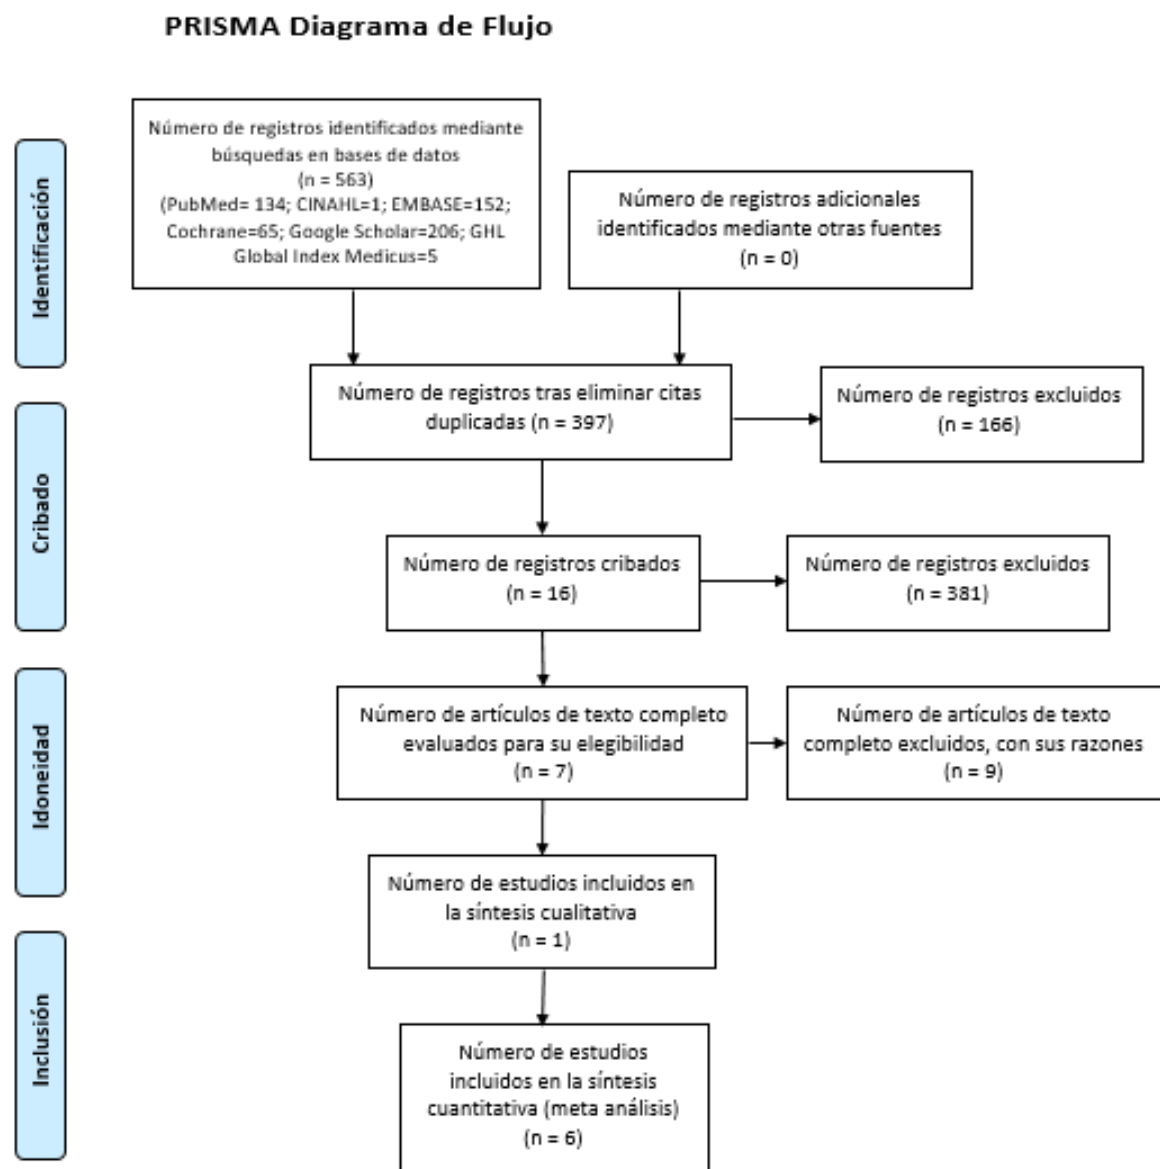 PRISMA Diagrama de Flujo
Identificación
Número de registros identificados mediante
búsquedas en bases de datos
(n = 563)
(PubMed= 134; CINAHL=1; EMBASE=152;
Cochrane=65; Google Scholar=206; GHL
Global Index Medicus=5
Número de registros adicionales
identificados mediante otras fuentes
(n = 0)
Número de registros tras eliminar citas
duplicadas (n = 397)
Número de registros excluidos
(n = 166)
Cribado
Número de registros cribados
(n = 16)
Número de registros excluidos
(n = 381)
Idoneidad
Número de artículos de texto completo
evaluados para su elegibilidad
(n = 7)
Número de artículos de texto
completo excluidos, con sus razones
(n = 9)
Número de estudios incluidos en
la síntesis cualitativa
(n = 1)
Inclusión
Número de estudios
incluidos en la síntesis
cuantitativa (meta análisis)
(n = 6)